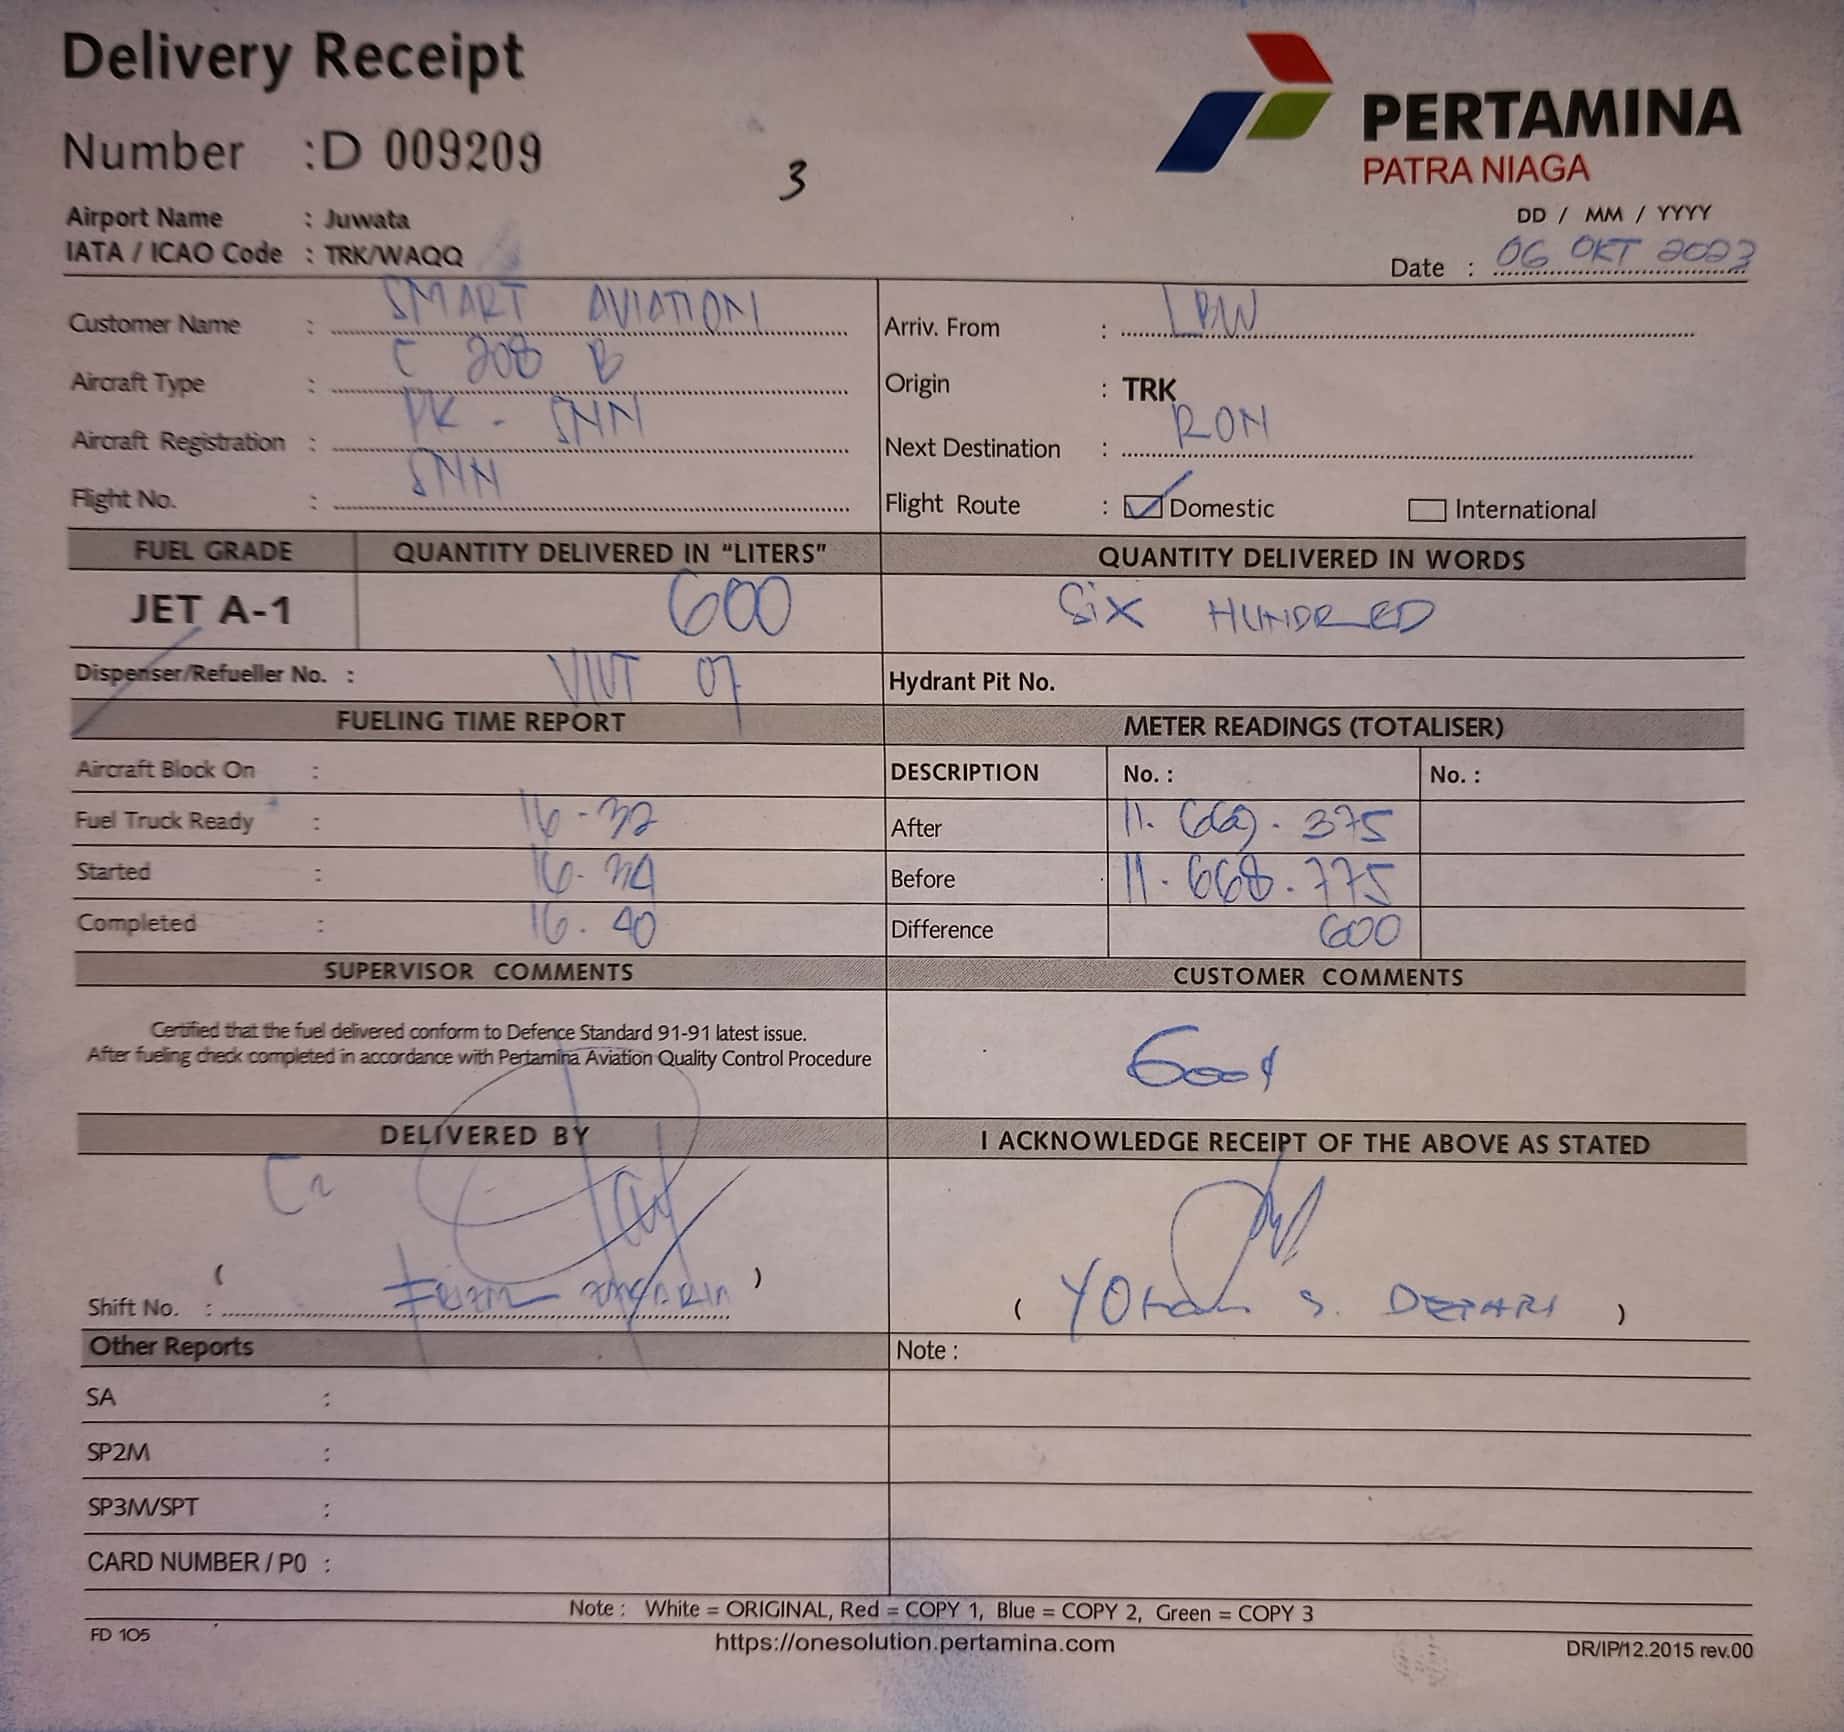 Delivery Receipt
PERTAMINA
PATRA NIAGA
Number : D 009209
3
Airport Name : Juwata
IATA / ICAO Code : TRK/WAQQ
DD / MM / YYYY
Date : 06 OKT 2023
Customer Name : SMART AVIATION
Arriv. From : LBW
Aircraft Type : C 208 B
Origin : TRK
Aircraft Registration : PK - SNN
Next Destination : RON
Flight No. : SNN
Flight Route : Domestic International
FUEL GRADE QUANTITY DELIVERED IN “LITERS” QUANTITY DELIVERED IN WORDS
JET A-1 600 SiX HUNDRED
Dispenser/Refueller No. : 07
Hydrant Pit No.
FUELING TIME REPORT METER READINGS (TOTALISER)
Aircraft Block On :
DESCRIPTION No. : No. :
Fuel Truck Ready : 16-32
After 11. 669. 375
Started : 16-34
Before 11. 668. 775
Completed : 16. 40
Difference 600
SUPERVISOR COMMENTS CUSTOMER COMMENTS
Certified that the fuel delivered conform to Defence Standard 91-91 latest issue.
After fueling check completed in accordance with Pertamina Aviation Quality Control Procedure
Good
DELIVERED BY I ACKNOWLEDGE RECEIPT OF THE ABOVE AS STATED
( )
Shift No. :
( S. )
Other Reports Note :
SA :
SP2M :
SP3M/SPT :
CARD NUMBER / P0 :
Note : White = ORIGINAL, Red = COPY 1, Blue = COPY 2, Green = COPY 3
FD 105 https://onesolution.pertamina.com DR/IP/12.2015 rev.00